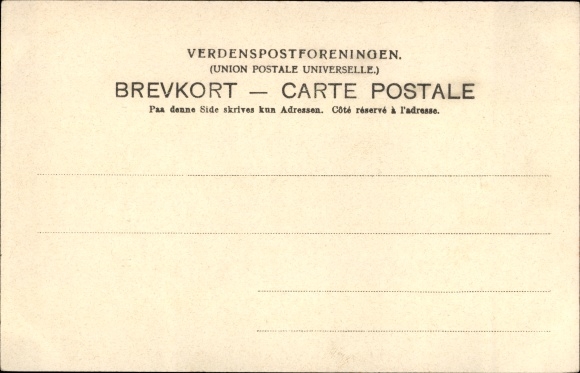 VERDENSPOSTFORENINGEN.
(UNION POSTALE UNIVERSELLE.)
BREVKORT — CARTE POSTALE
Paa denne Side skrives kun Adressen. Côté réservé à l'adresse.